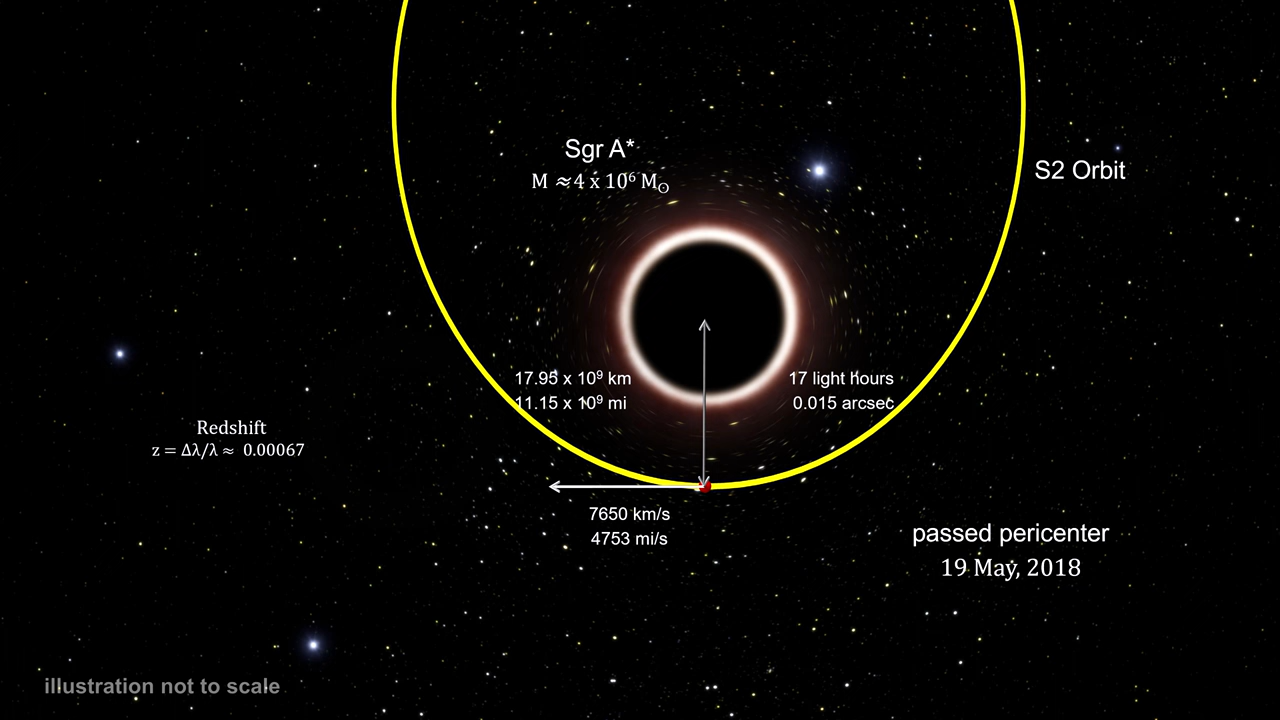 Sgr A*
M ≈4 x 10⁶ M⊙
S2 Orbit
17.95 x 10⁹ km
11.15 x 10⁹ mi
17 light hours
0.015 arcsec
Redshift
z = Δλ/λ ≈ 0.00067
7650 km/s
4753 mi/s
passed pericenter
19 May, 2018
illustration not to scale